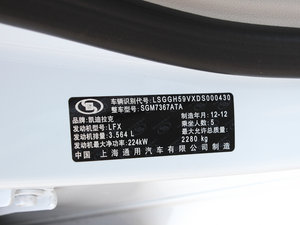 车辆识别代号: LSGGH59VXDS000430
整车型号: SGM7367ATA
品牌: 凯迪拉克 制造年月: 12-12
发动机型号: LFX 乘坐人数: 5
发动机排量: 3.564 L 最大允许总质量:
发动机最大净功率: 224kW 2280 kg
中国 上海通用汽车有限公司 制造